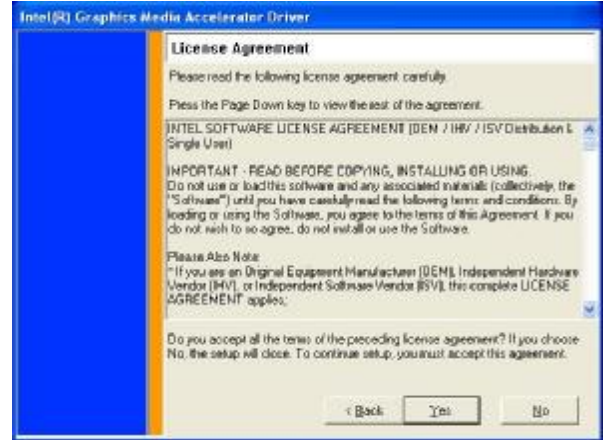 Intel(R) Graphics Media Accelerator Driver
License Agreement
Please read the following license agreement carefully.
Press the Page Down key to view the rest of the agreement.
INTEL SOFTWARE LICENSE AGREEMENT (OEM / IHV / ISV Distribution &
Single User)
IMPORTANT - READ BEFORE COPYING, INSTALLING OR USING.
Do not use or load this software and any associated materials (collectively, the
"Software") until you have carefully read the following terms and conditions. By
loading or using the Software, you agree to the terms of this Agreement. If you
do not wish to so agree, do not install or use the Software.
Please Also Note:
* If you are an Original Equipment Manufacturer (OEM), Independent Hardware
Vendor (IHV), or Independent Software Vendor (ISV), this complete LICENSE
AGREEMENT applies;
Do you accept all the terms of the preceding license agreement? If you choose
No, the setup will close. To continue setup, you must accept this agreement.
< Back
Yes
No